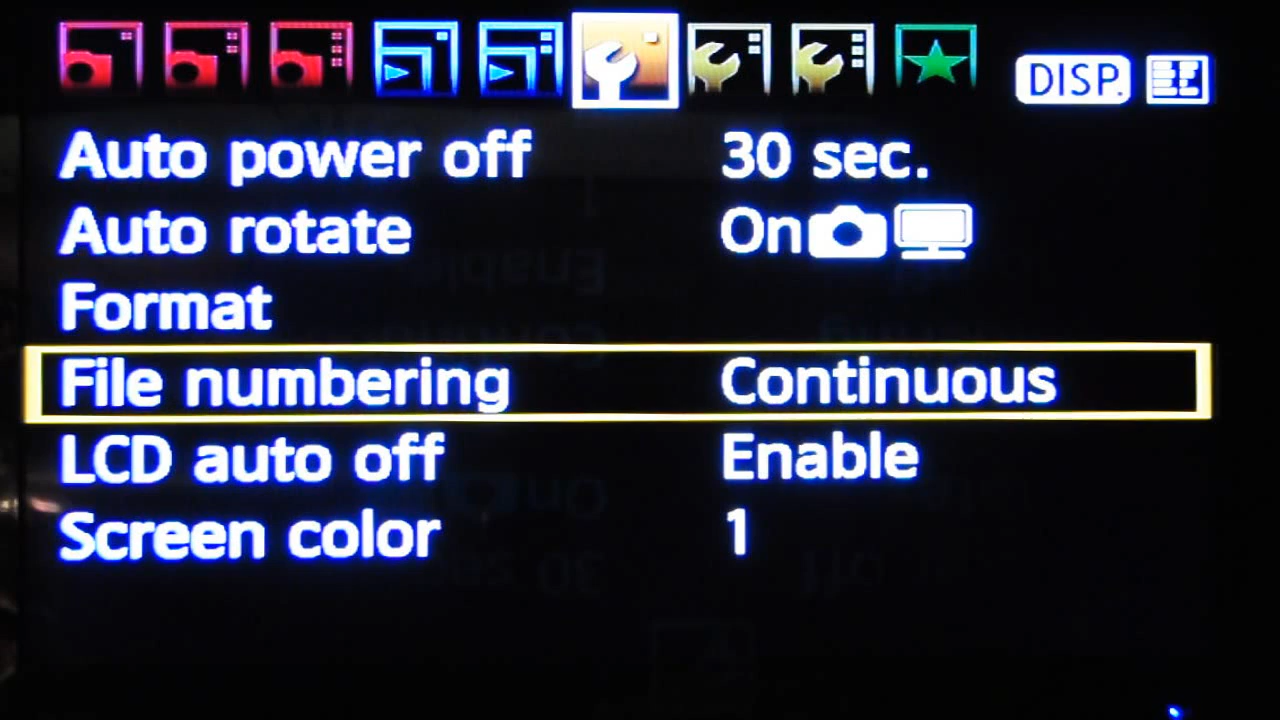 DISP.
Auto power off 30 sec.
Auto rotate On
Format
File numbering Continuous
LCD auto off Enable
Screen color 1